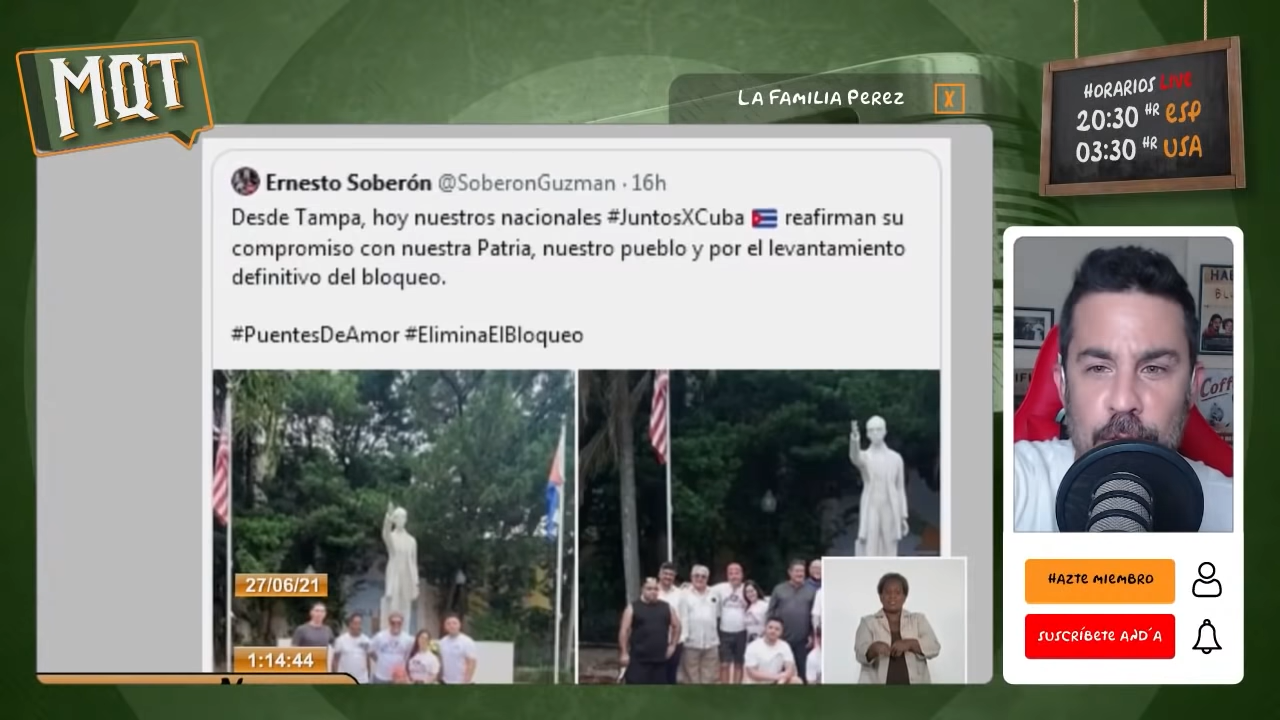 MQT
LA FAMILIA PEREZ
X
HORARIOS LIVE
20:30 HR ESP
03:30 HR USA
Ernesto Soberón @SoberonGuzman · 16h
Desde Tampa, hoy nuestros nacionales #JuntosXCuba 🇨🇺 reafirman su
compromiso con nuestra Patria, nuestro pueblo y por el levantamiento
definitivo del bloqueo.
#PuentesDeAmor #EliminaElBloqueo
27/06/21
1:14:44
HAZTE MIEMBRO
SUSCRÍBETE AND'A